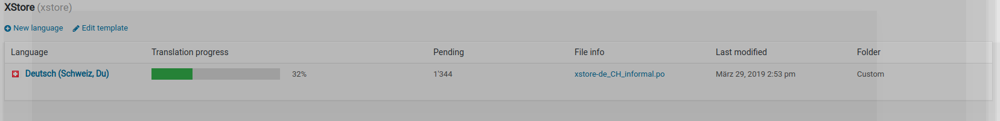 XStore (xstore)
New language Edit template
Language Translation progress Pending File info Last modified Folder
Deutsch (Schweiz, Du) 32% 1'344 xstore-de_CH_informal.po März 29, 2019 2:53 pm Custom